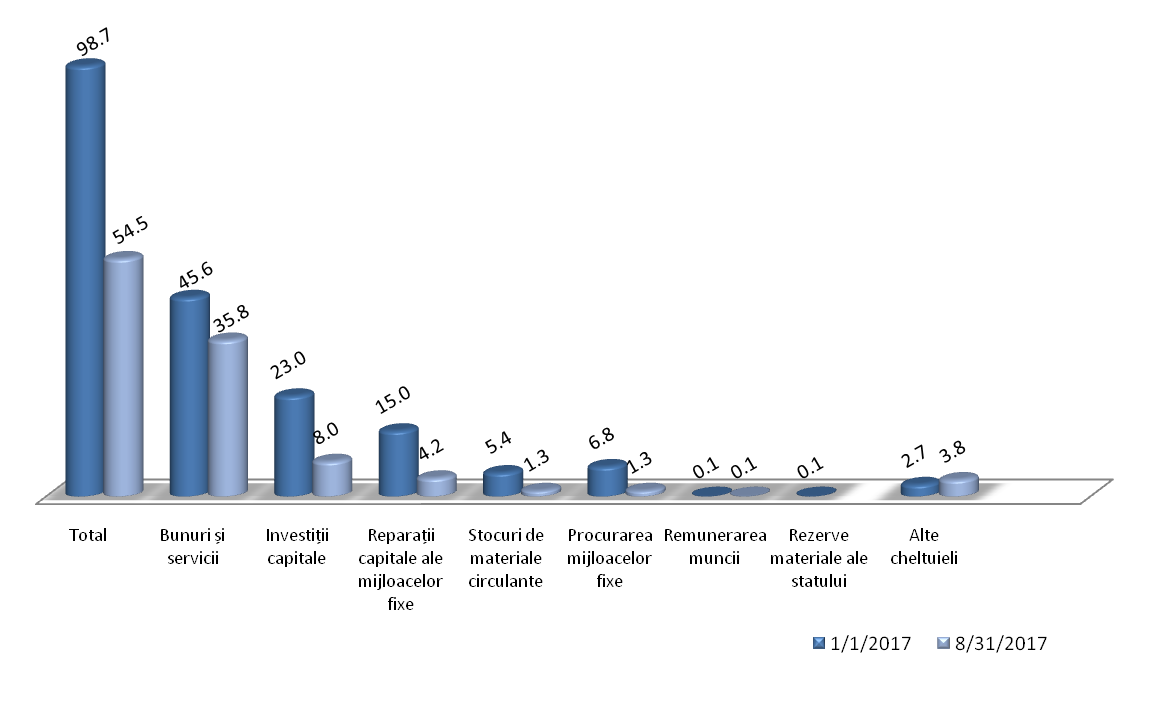 98.7
54.5
45.6
35.8
23.0
8.0
15.0
4.2
5.4
1.3
6.8
1.3
0.1
0.1
0.1
2.7
3.8
Total
Bunuri și
servicii
Investiții
capitale
Reparații
capitale ale
mijloacelor
fixe
Stocuri de
materiale
circulante
Procurarea
mijloacelor
fixe
Remunerarea
muncii
Rezerve
materiale ale
statului
Alte
cheltuieli
1/1/2017
8/31/2017